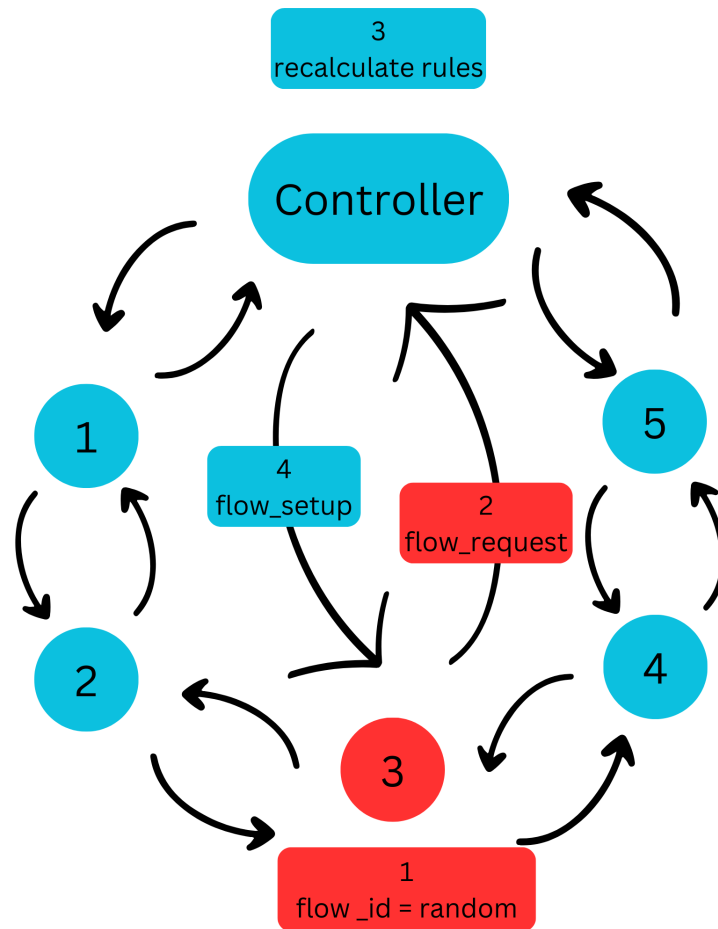 3
recalculate rules
Controller
1
5
4
flow_setup
2
flow_request
2
4
3
1
flow _id = random